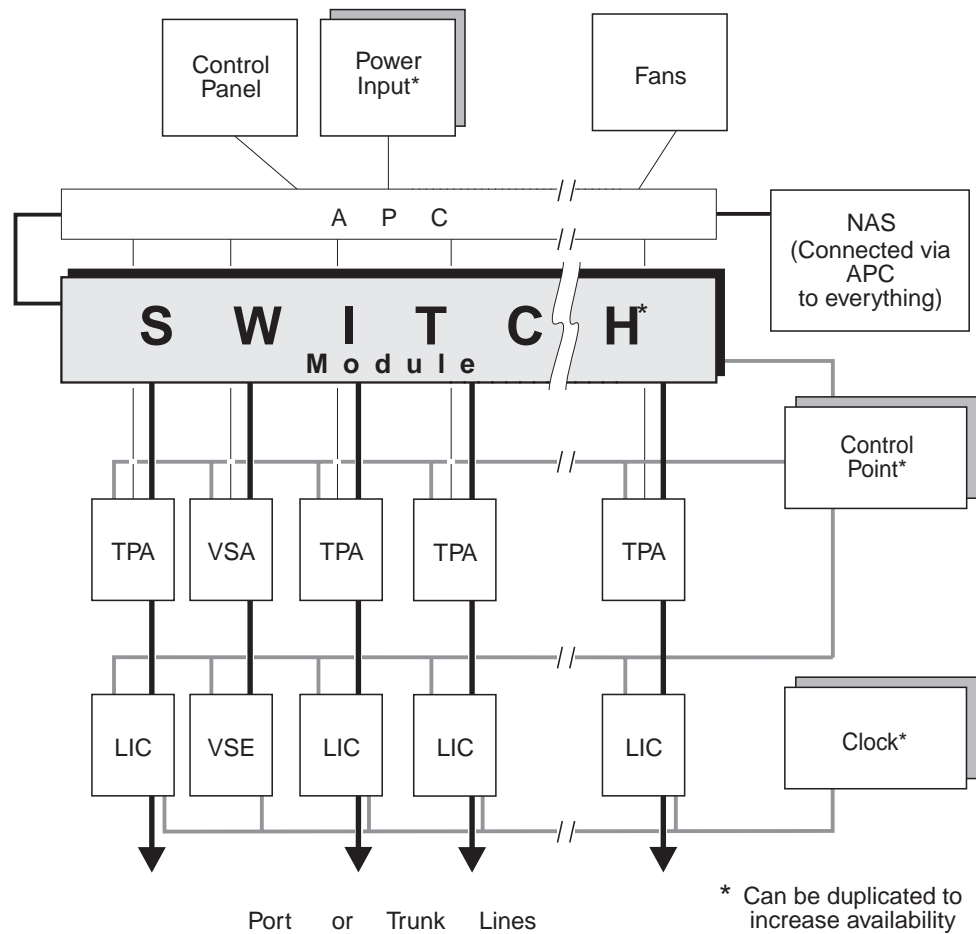 Control
Panel
Power
Input*
Fans
A P C
NAS
(Connected via
APC
to everything)
S W I T C H*
Module
Control
Point*
TPA
VSA
TPA
TPA
TPA
LIC
VSE
LIC
LIC
LIC
Clock*
Port or Trunk Lines
* Can be duplicated to
increase availability